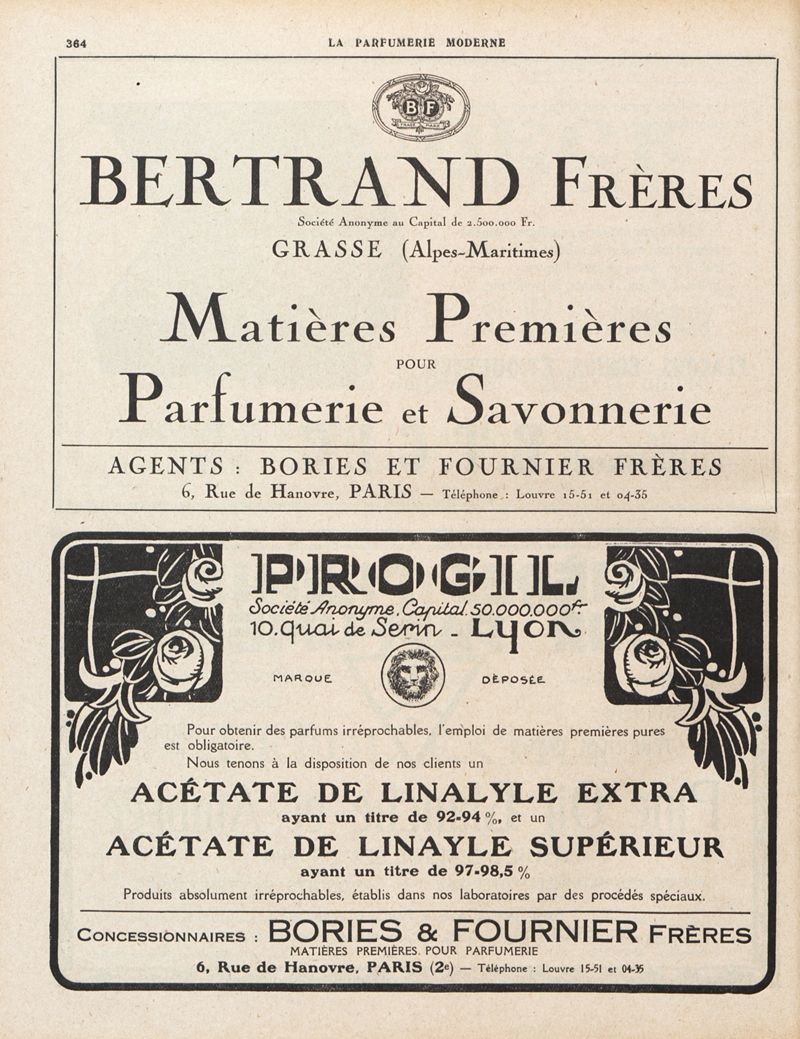 364
LA PARFUMERIE MODERNE
B F
TRADE MARK
BERTRAND FRÈRES
Société Anonyme au Capital de 2.500.000 Fr.
GRASSE (Alpes-Maritimes)
Matières Premières
POUR
Parfumerie et Savonnerie
AGENTS : BORIES ET FOURNIER FRÈRES
6, Rue de Hanovre, PARIS — Téléphone : Louvre 15-51 et 04-35
PROGIL
Société Anonyme. Capital. 50.000.000fr
10. quai de Serin - Lyon
MARQUE DÉPOSÉE
Pour obtenir des parfums irréprochables, l'emploi de matières premières pures
est obligatoire.
Nous tenons à la disposition de nos clients un
ACÉTATE DE LINALYLE EXTRA
ayant un titre de 92-94 %, et un
ACÉTATE DE LINAYLE SUPÉRIEUR
ayant un titre de 97-98,5 %
Produits absolument irréprochables, établis dans nos laboratoires par des procédés spéciaux.
CONCESSIONNAIRES : BORIES & FOURNIER FRÈRES
MATIÈRES PREMIÈRES POUR PARFUMERIE
6, Rue de Hanovre, PARIS (2e) — Téléphone : Louvre 15-51 et 04-35